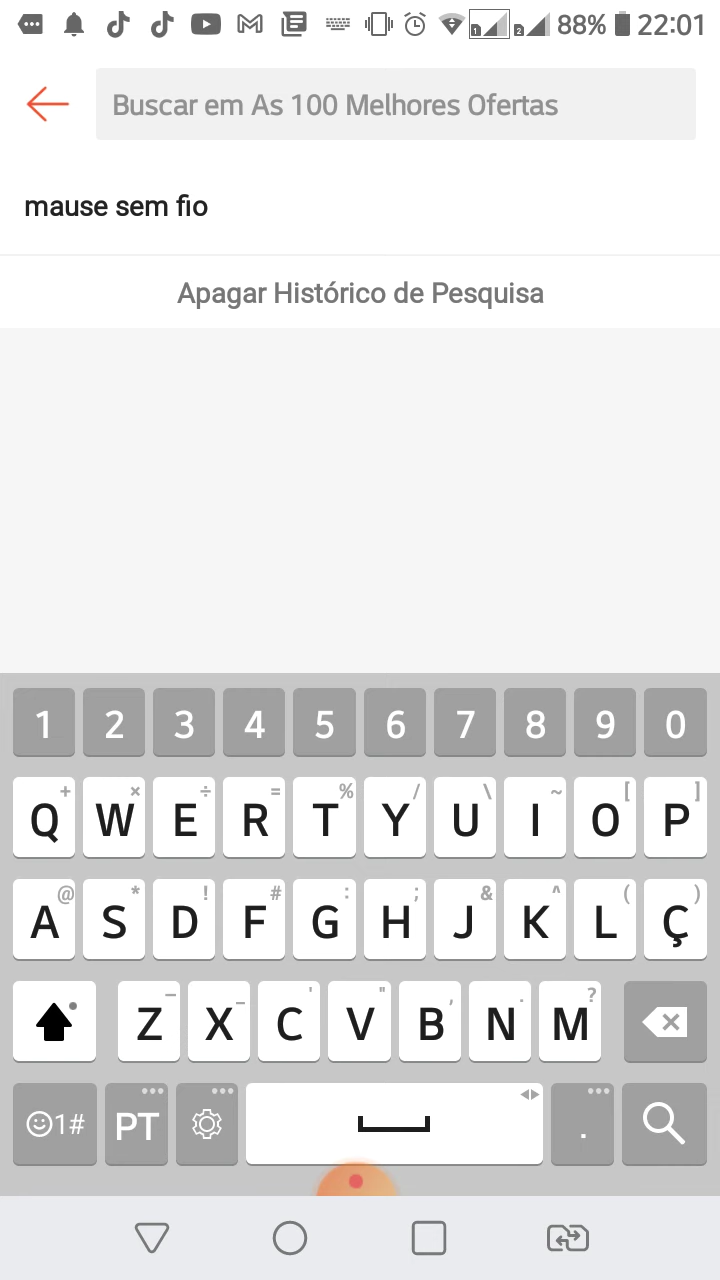 88% 22:01
Buscar em As 100 Melhores Ofertas
mause sem fio
Apagar Histórico de Pesquisa
1 2 3 4 5 6 7 8 9 0
+ × ÷ = % / \ ~ [ ]
Q W E R T Y U I O P
@ * ! # : ; & ^ ( )
A S D F G H J K L Ç
– _ ' " , . ?
Z X C V B N M
1# PT .